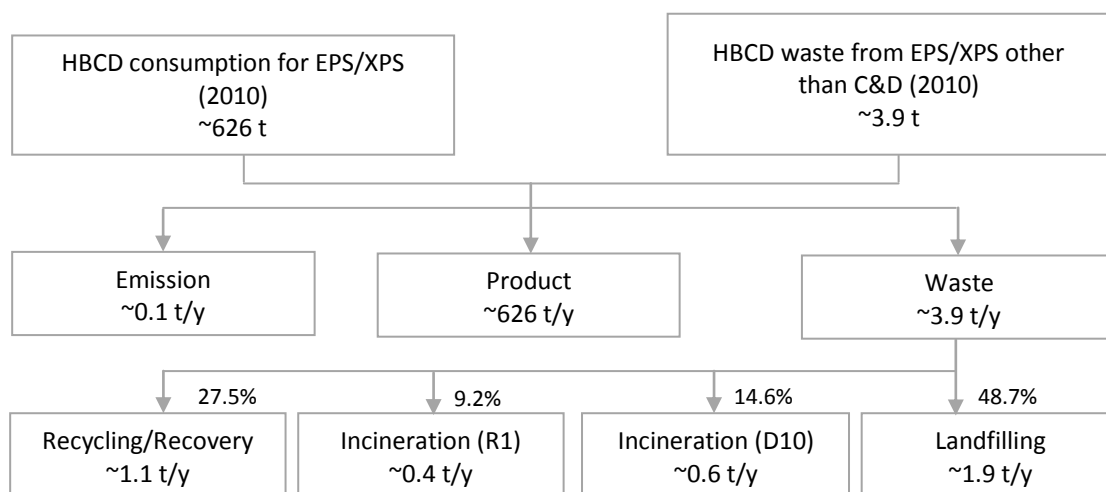 HBCD consumption for EPS/XPS
(2010)
~626 t
HBCD waste from EPS/XPS other
than C&D (2010)
~3.9 t
Emission
~0.1 t/y
Product
~626 t/y
Waste
~3.9 t/y
27.5%
9.2%
14.6%
48.7%
Recycling/Recovery
~1.1 t/y
Incineration (R1)
~0.4 t/y
Incineration (D10)
~0.6 t/y
Landfilling
~1.9 t/y